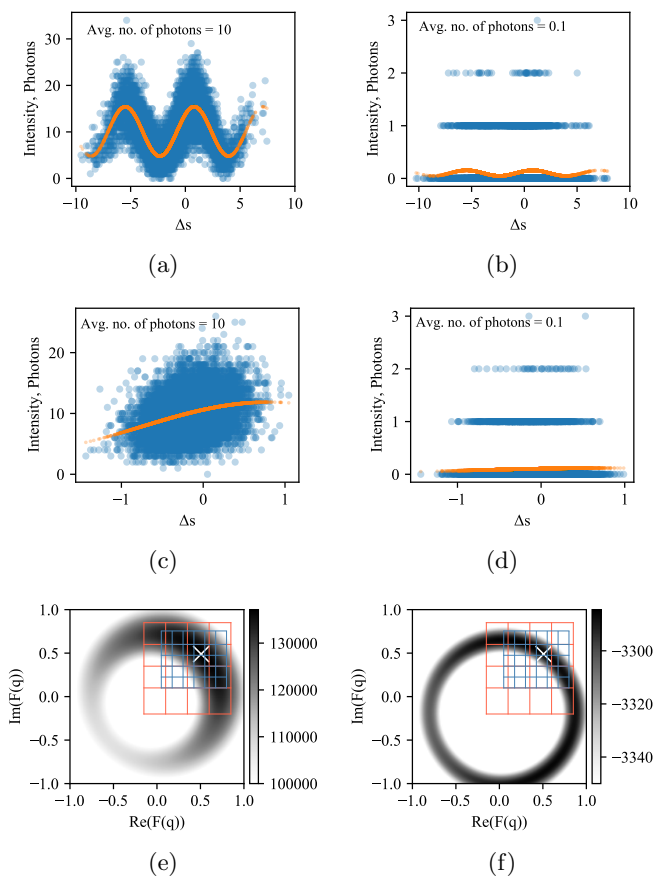 Avg. no. of photons = 10
Intensity, Photons
30
20
10
0
−10
−5
0
5
10
Δs
(a)
Avg. no. of photons = 0.1
Intensity, Photons
3
2
1
0
−10
−5
0
5
10
Δs
(b)
Avg. no. of photons = 10
Intensity, Photons
20
10
0
−1
0
1
Δs
(c)
Avg. no. of photons = 0.1
Intensity, Photons
3
2
1
0
−1
0
1
Δs
(d)
Im(F(q))
1.0
0.5
0.0
−0.5
−1.0
−1.0
−0.5
0.0
0.5
1.0
Re(F(q))
130000
120000
110000
100000
(e)
Im(F(q))
1.0
0.5
0.0
−0.5
−1.0
−1.0
−0.5
0.0
0.5
1.0
Re(F(q))
−3300
−3320
−3340
(f)